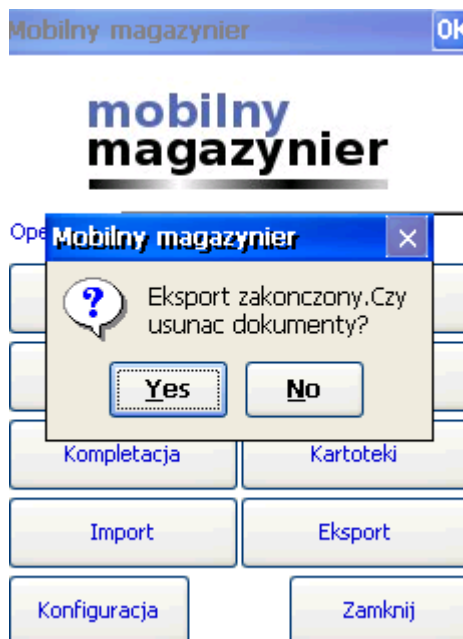 Mobilny magazynier OK
mobilny
magazynier
Ope
Mobilny magazynier
Eksport zakonczony.Czy
usunac dokumenty?
Yes No
Kompletacja Kartoteki
Import Eksport
Konfiguracja Zamknij